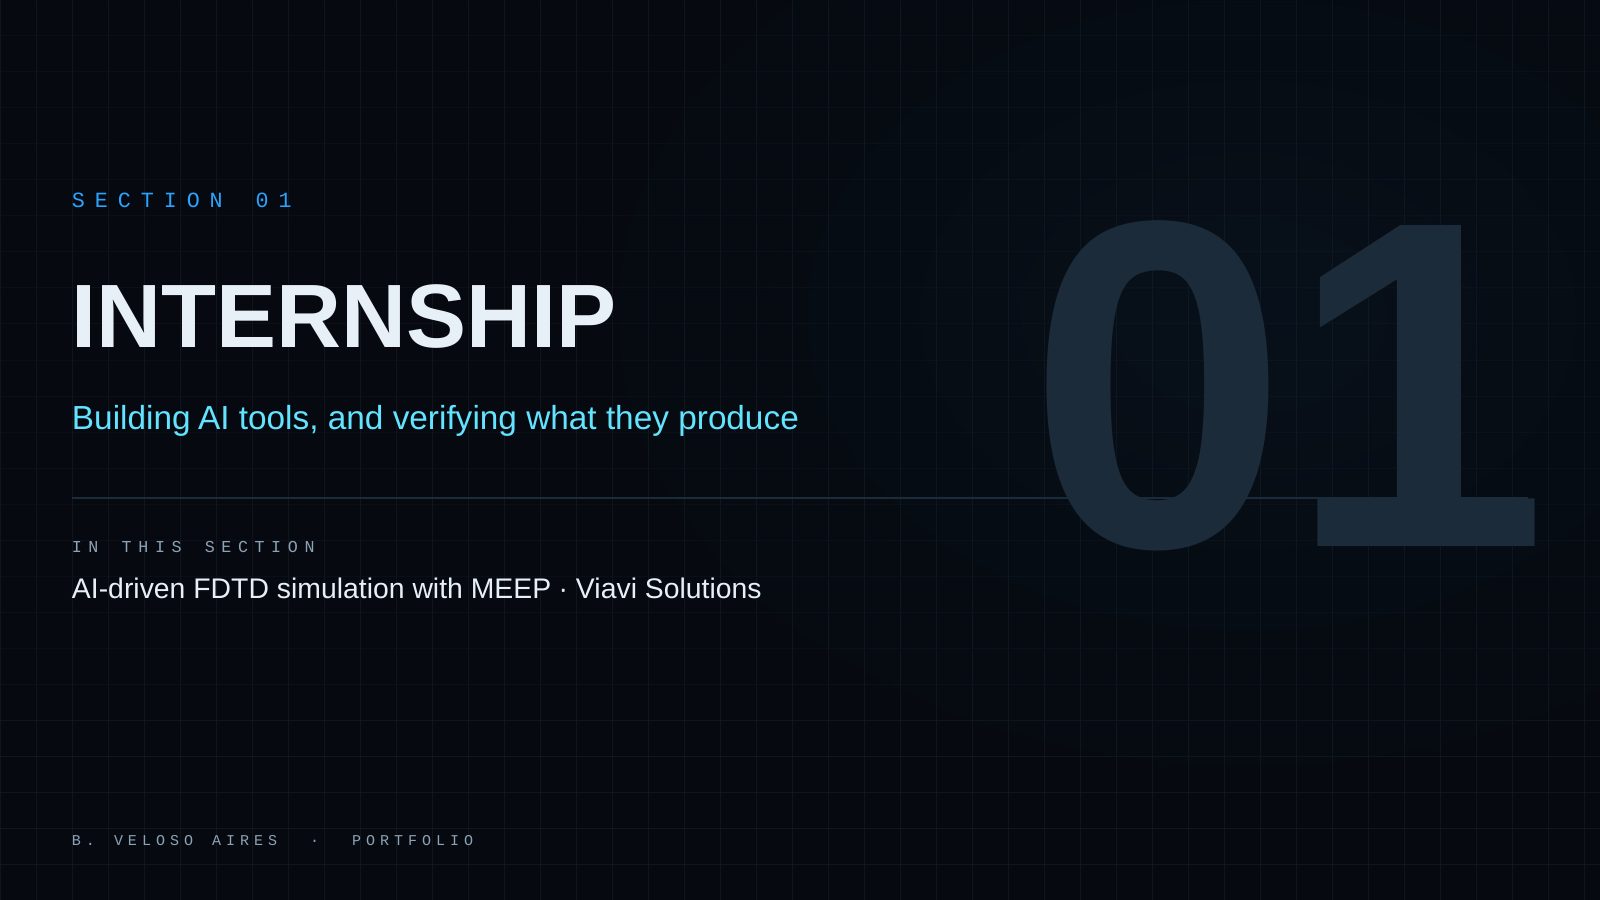 SECTION 01
INTERNSHIP
Building AI tools, and verifying what they produce
01
IN THIS SECTION
AI-driven FDTD simulation with MEEP · Viavi Solutions
B. VELOSO AIRES · PORTFOLIO